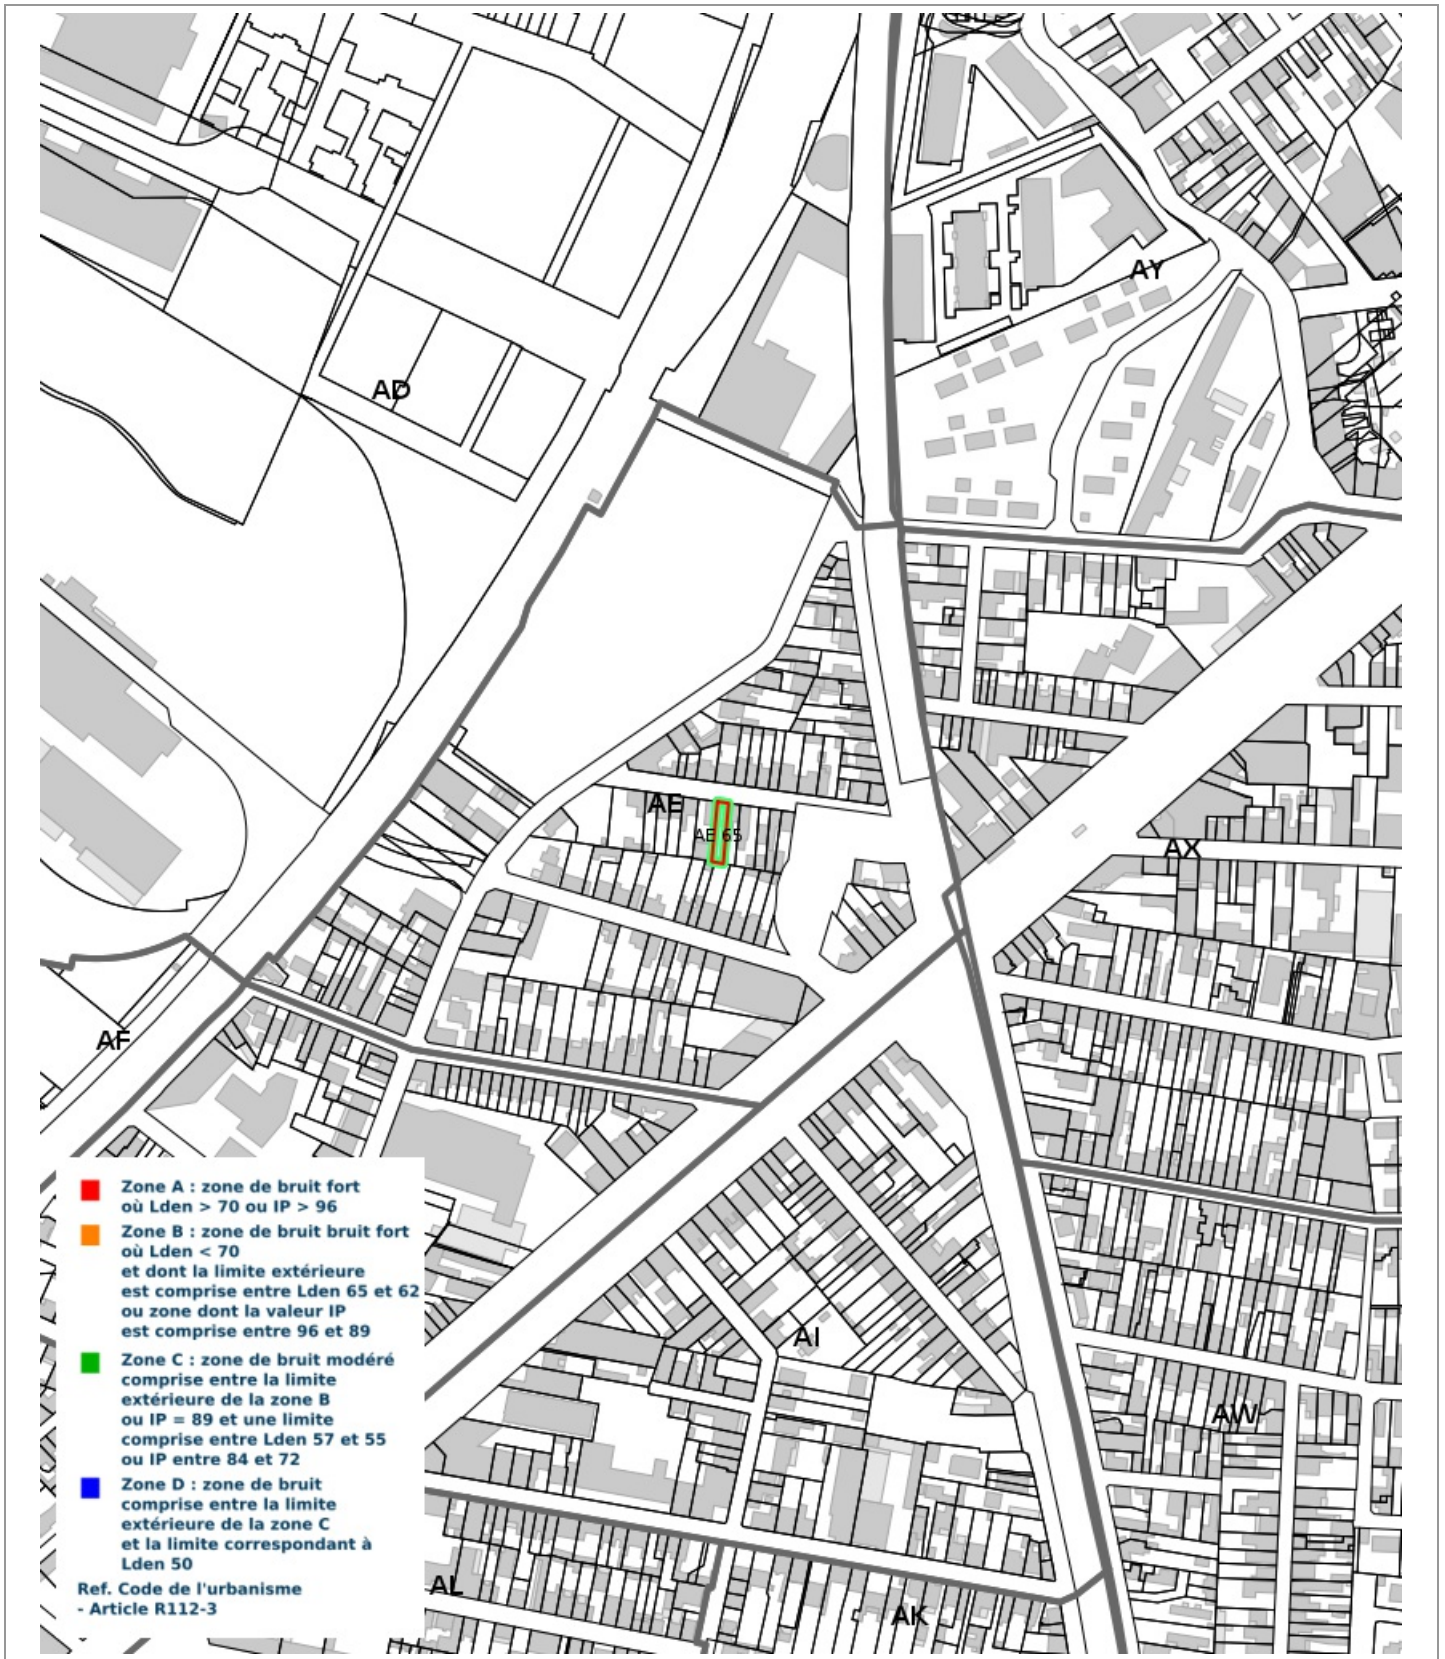 AY
AD
AE
AE 65
AX
AF
Zone A : zone de bruit fort
où Lden > 70 ou IP > 96
Zone B : zone de bruit bruit fort
où Lden < 70
et dont la limite extérieure
est comprise entre Lden 65 et 62
ou zone dont la valeur IP
est comprise entre 96 et 89
Zone C : zone de bruit modéré
comprise entre la limite
extérieure de la zone B
ou IP = 89 et une limite
comprise entre Lden 57 et 55
ou IP entre 84 et 72
Zone D : zone de bruit
comprise entre la limite
extérieure de la zone C
et la limite correspondant à
Lden 50
Ref. Code de l'urbanisme
- Article R112-3
AI
AW
AL
AK